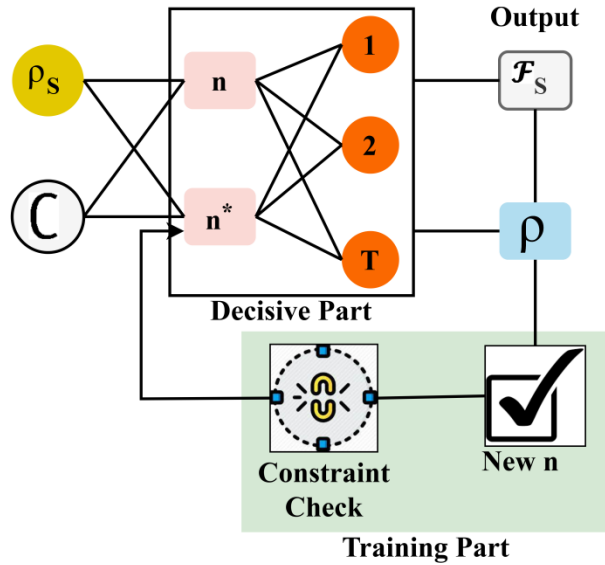 Output
ρs
n
1
ℱs
2
C
n*
ρ
T
Decisive Part
Constraint
Check
New n
Training Part